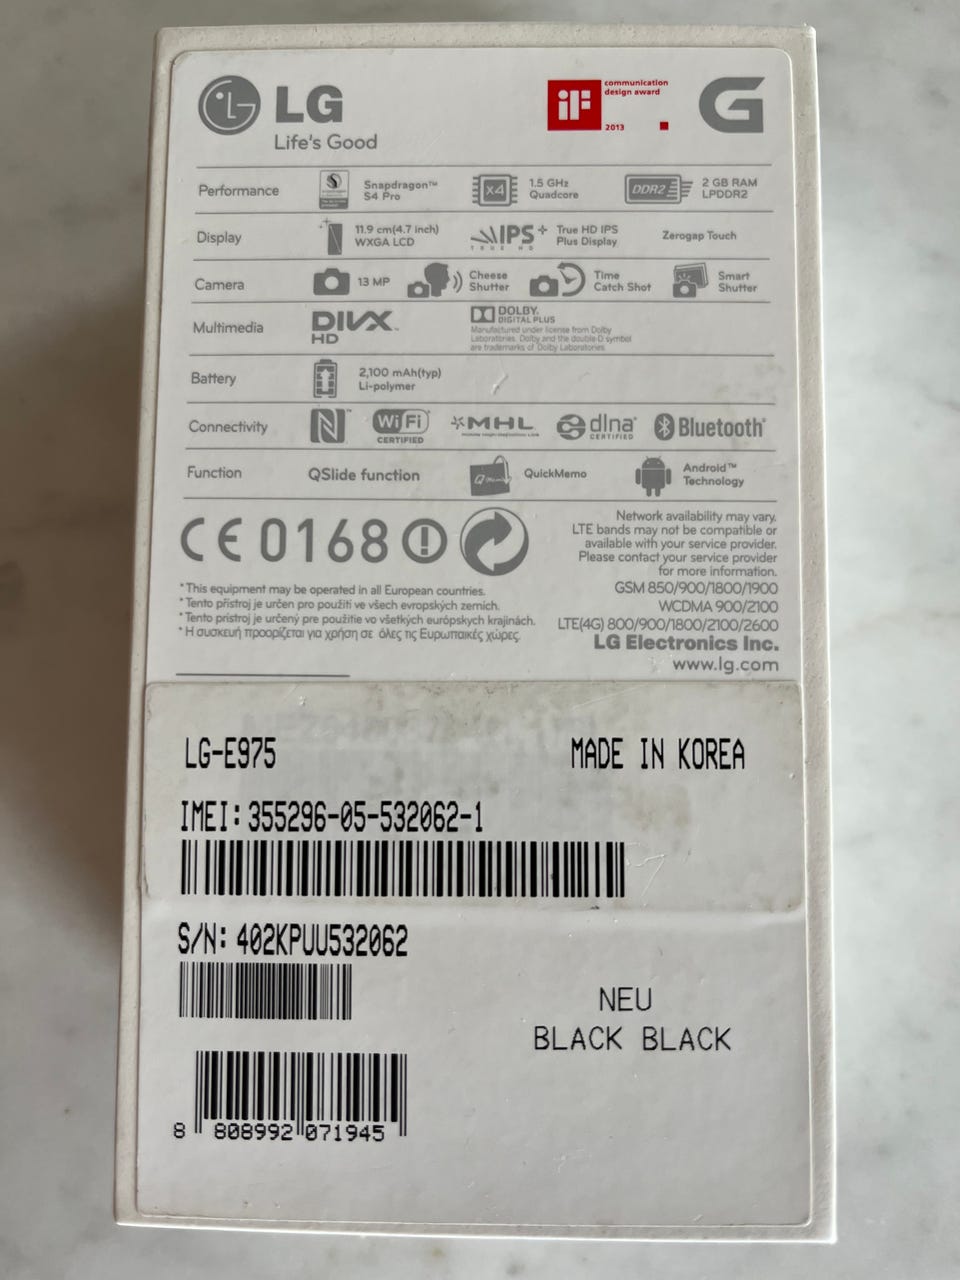 LG
Life's Good
iF communication design award 2013
G
Performance
Snapdragon™ S4 Pro
X4
1.5 GHz Quadcore
DDR2
2 GB RAM LPDDR2
Display
11.9 cm(4.7 inch) WXGA LCD
IPS+
TRUE HD
True HD IPS Plus Display
Zerogap Touch
Camera
13 MP
Cheese Shutter
Time Catch Shot
Smart Shutter
Multimedia
DIVX™ HD
DOLBY.
DIGITAL PLUS
Manufactured under license from Dolby
Laboratories. Dolby and the double-D symbol
are trademarks of Dolby Laboratories.
Battery
2,100 mAh(typ)
Li-polymer
Connectivity
N™
Wi Fi CERTIFIED
MHL
dlna CERTIFIED
Bluetooth®
Function
QSlide function
QuickMemo
Android™ Technology
CE0168
Network availability may vary.
LTE bands may not be compatible or
available with your service provider.
Please contact your service provider
for more information.
GSM 850/900/1800/1900
WCDMA 900/2100
LTE(4G) 800/900/1800/2100/2600
LG Electronics Inc.
www.lg.com
*This equipment may be operated in all European countries.
*Tento přístroj je určen pro použití ve všech evropských zemích.
*Tento prístroj je určený pre použitie vo všetkých európskych krajinách.
*Η συσκευή προορίζεται για χρήση σε όλες τις Ευρωπαικές χώρες.
LG-E975
MADE IN KOREA
IMEI: 355296-05-532062-1
S/N: 402KPUU532062
NEU
BLACK BLACK
8 808992 071945